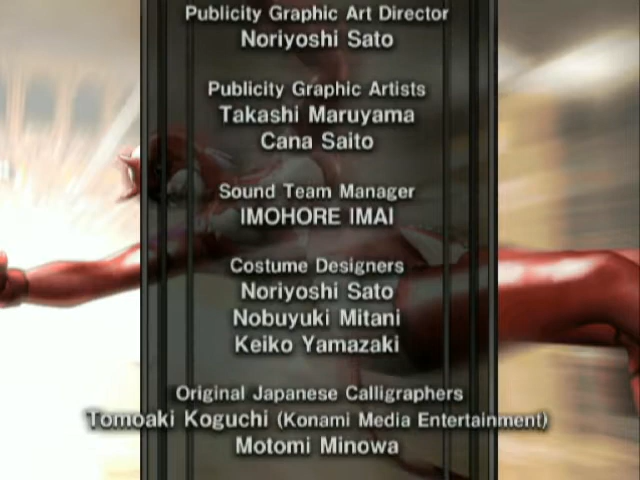 Publicity Graphic Art Director
Noriyoshi Sato
Publicity Graphic Artists
Takashi Maruyama
Cana Saito
Sound Team Manager
IMOHORE IMAI
Costume Designers
Noriyoshi Sato
Nobuyuki Mitani
Keiko Yamazaki
Original Japanese Calligraphers
Tomoaki Koguchi (Konami Media Entertainment)
Motomi Minowa